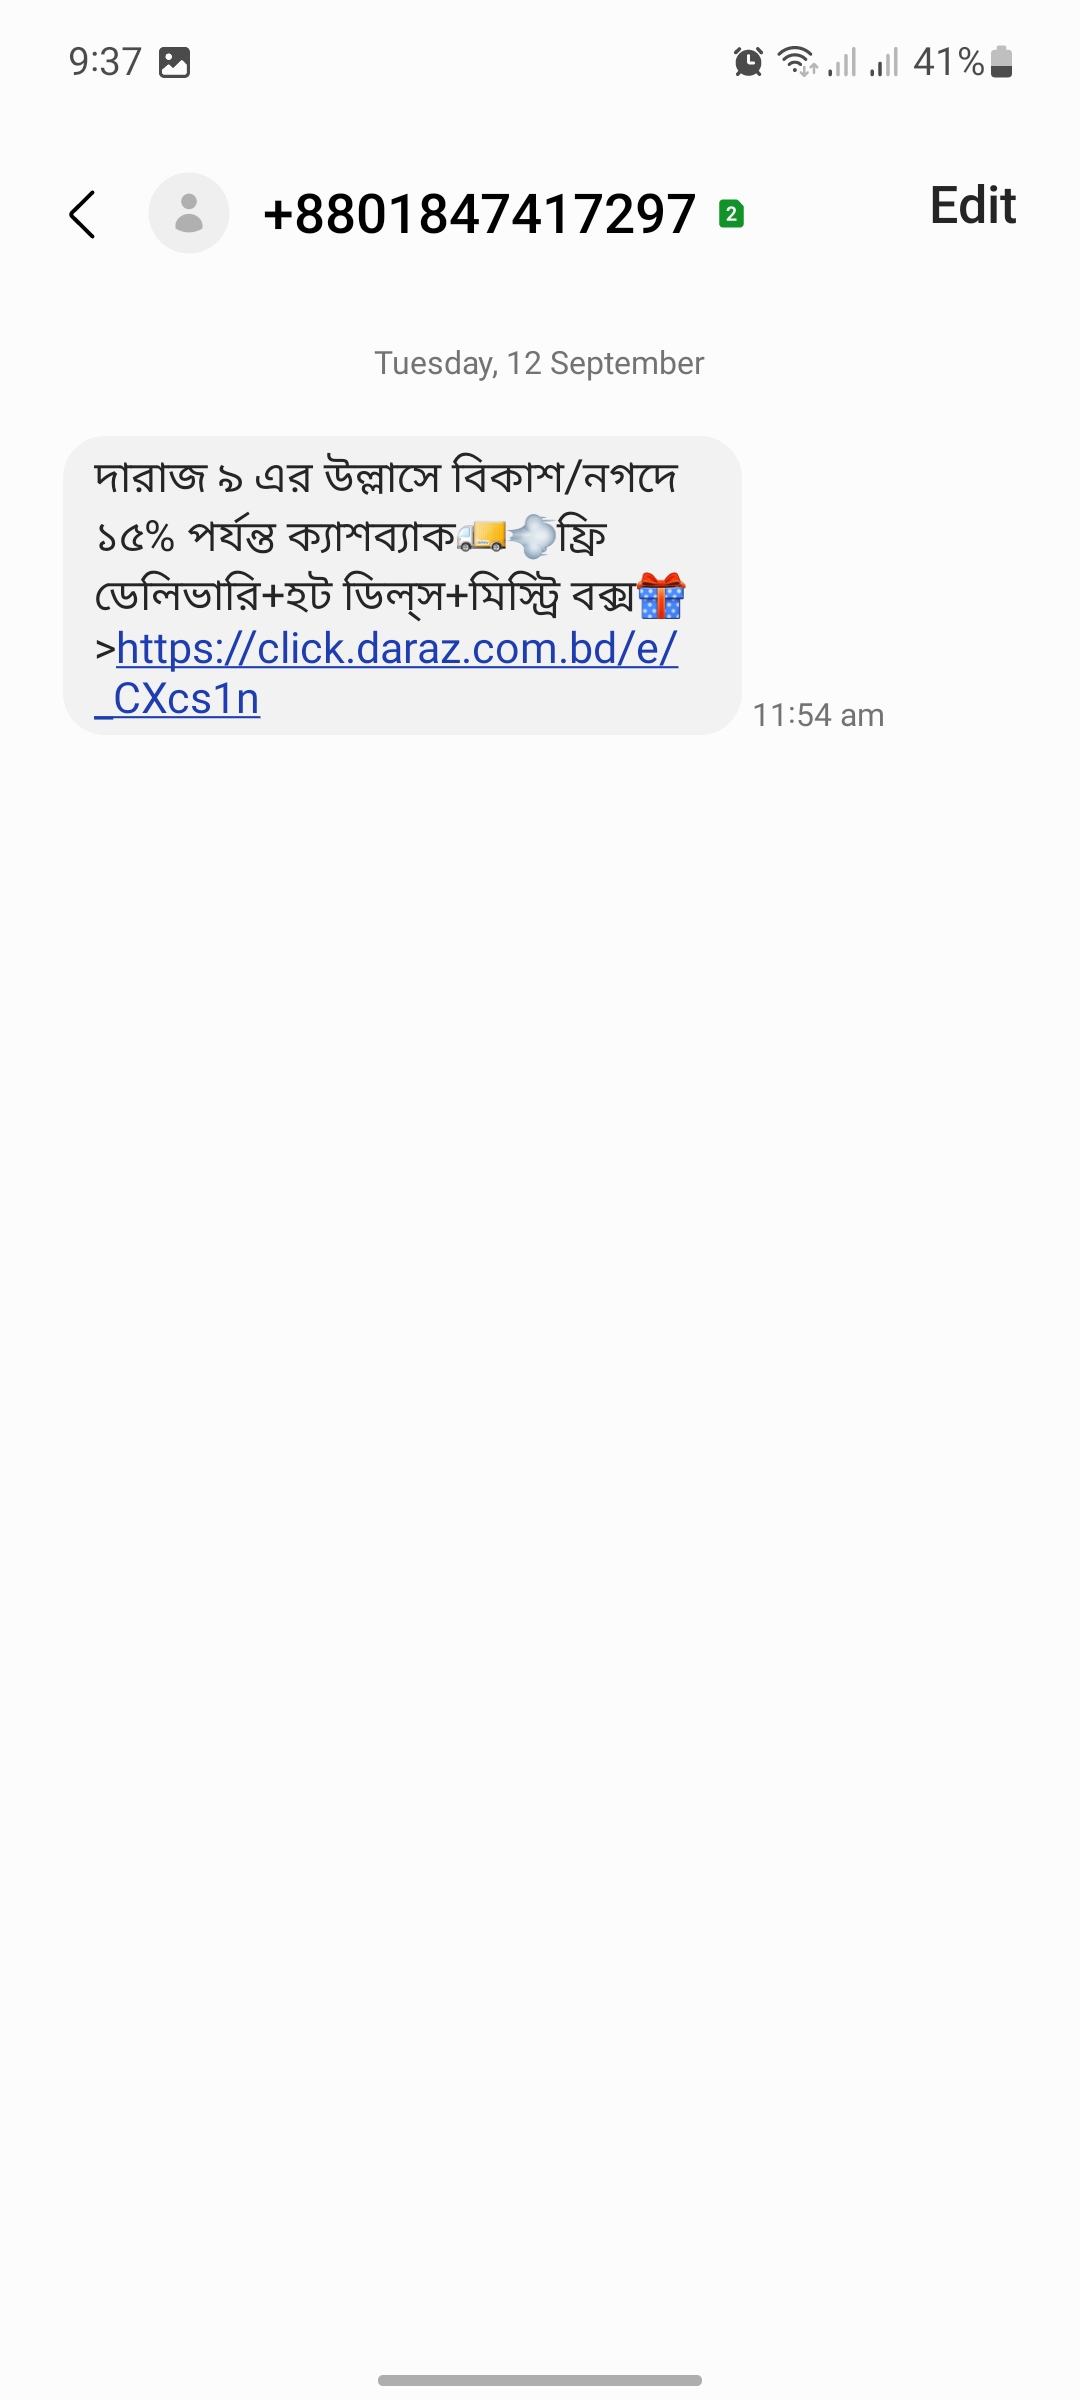 9:37
41%
+8801847417297
2
Edit
Tuesday, 12 September
দারাজ ৯ এর উল্লাসে বিকাশ/নগদে
১৫% পর্যন্ত ক্যাশব্যাক🚚💨ফ্রি
ডেলিভারি+হট ডিল্স+মিস্ট্রি বক্স🎁
>https://click.daraz.com.bd/e/
_CXcs1n
11:54 am